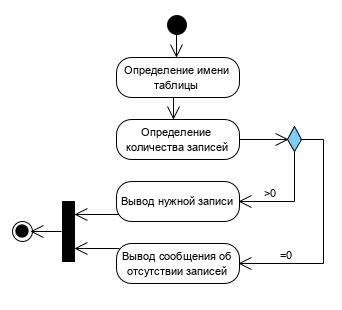 Определение имени
таблицы
Определение
количества записей
>0
Вывод нужной записи
=0
Вывод сообщения об
отсутствии записей